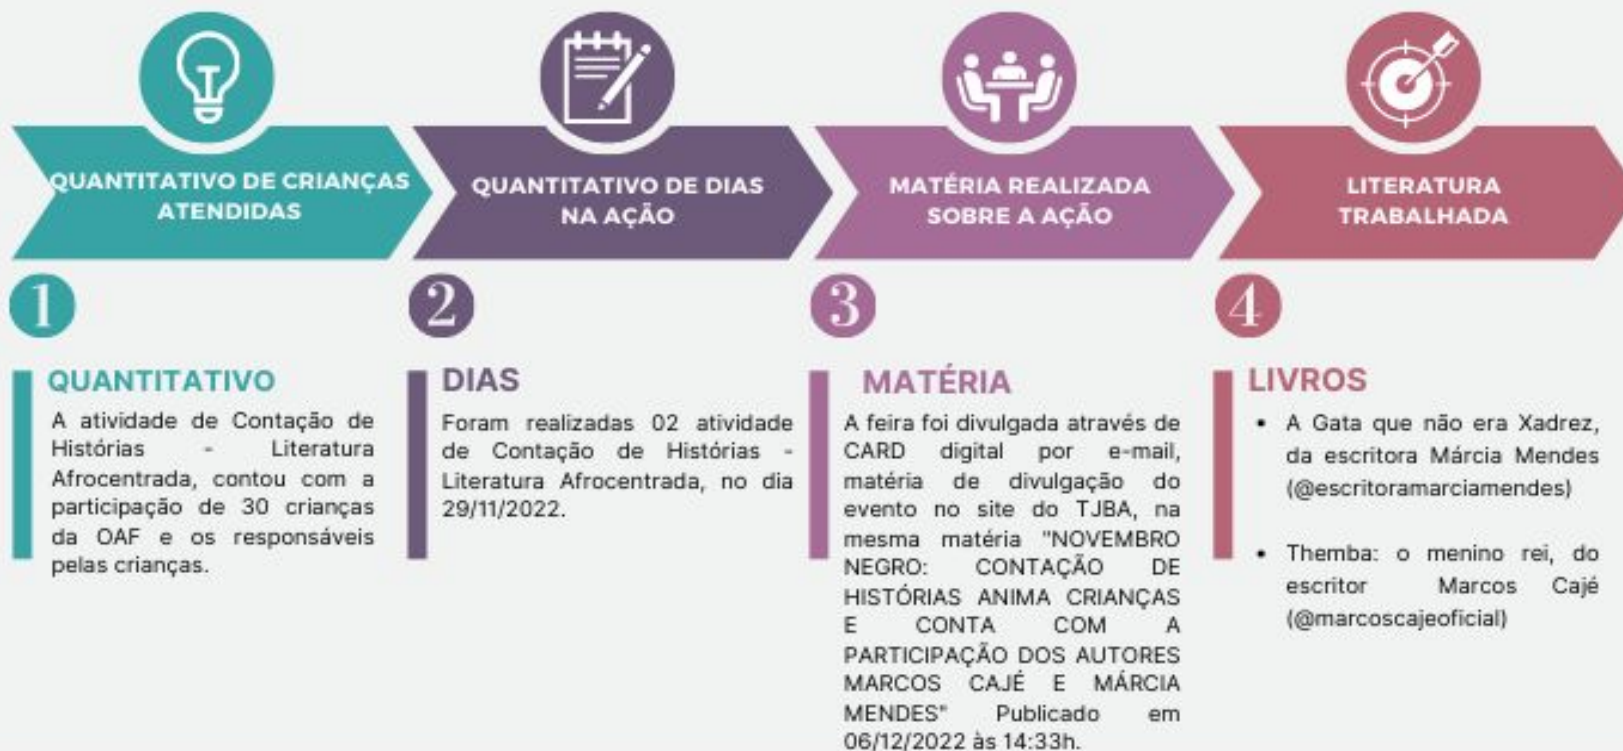 QUANTITATIVO DE CRIANÇAS
ATENDIDAS
QUANTITATIVO DE DIAS
NA AÇÃO
MATÉRIA REALIZADA
SOBRE A AÇÃO
LITERATURA
TRABALHADA
1
QUANTITATIVO
A atividade de Contação de
Histórias - Literatura
Afrocentrada, contou com a
participação de 30 crianças
da OAF e os responsáveis
pelas crianças.
2
DIAS
Foram realizadas 02 atividade
de Contação de Histórias -
Literatura Afrocentrada, no dia
29/11/2022.
3
MATÉRIA
A feira foi divulgada através de
CARD digital por e-mail,
matéria de divulgação do
evento no site do TJBA, na
mesma matéria "NOVEMBRO
NEGRO: CONTAÇÃO DE
HISTÓRIAS ANIMA CRIANÇAS
E CONTA COM A
PARTICIPAÇÃO DOS AUTORES
MARCOS CAJÉ E MÁRCIA
MENDES" Publicado em
06/12/2022 às 14:33h.
4
LIVROS
• A Gata que não era Xadrez,
da escritora Márcia Mendes
(@escritoramarciamendes)
• Themba: o menino rei, do
escritor Marcos Cajé
(@marcoscajeoficial)